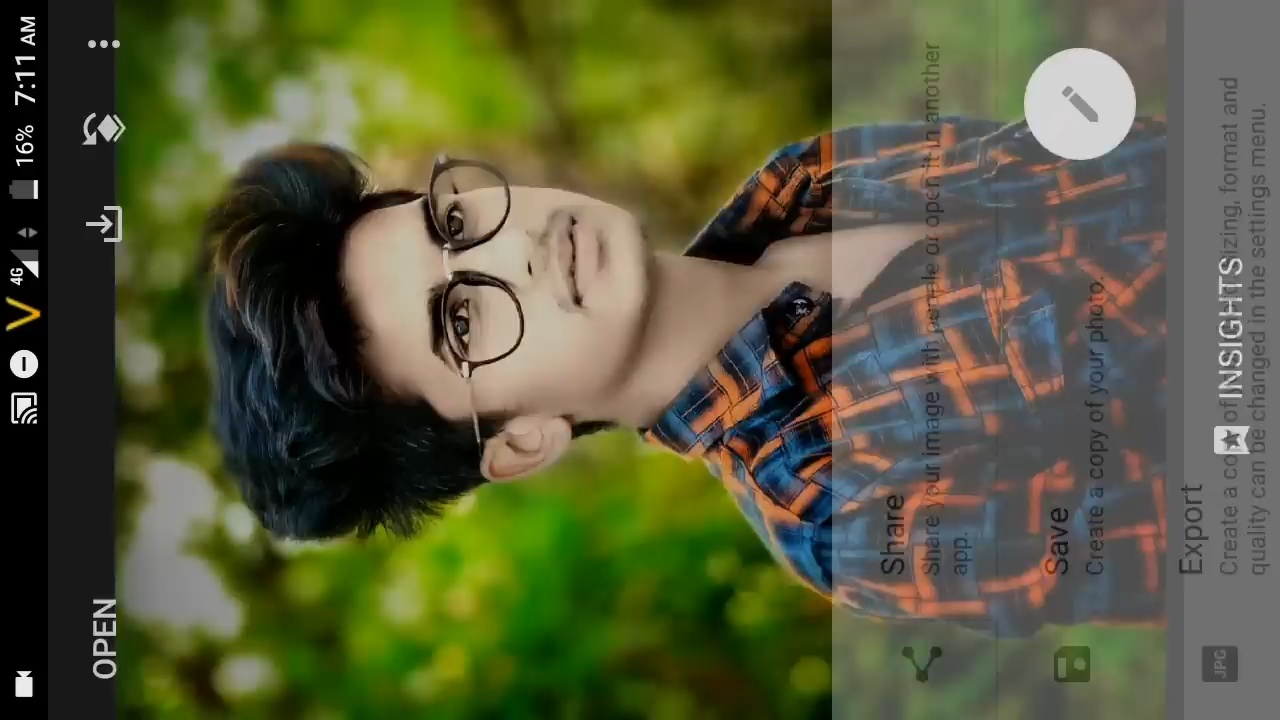 4G 16% 7:11 AM
OPEN
Share
Share your image with people or open it in another
app.
Save
Create a copy of your photo.
Export
Create a copy of izing, format and
quality can be changed in the settings menu.
INSIGHTS
JPG